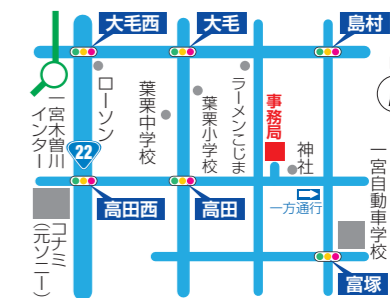 大毛西
大毛
島村
一宮木曽川
インター
ローソン
葉栗中学校
葉栗小学校
ラーメンこじま
事務局
神社
22
高田西
高田
一方通行
一宮自動車学校
コナミ
(元ソニー)
富塚